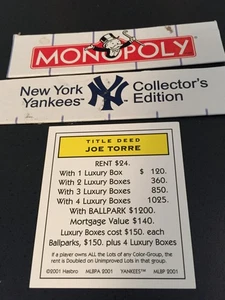 MONOPOLY
New York Yankees Collector's Edition
TITLE DEED
JOE TORRE
RENT $24.
With 1 Luxury Box $ 120.
With 2 Luxury Boxes 360.
With 3 Luxury Boxes 850.
With 4 Luxury Boxes 1025.
With BALLPARK $1200.
Mortgage Value $140.
Luxury Boxes cost $150. each
Ballparks, $150. plus 4 Luxury Boxes
If a player owns ALL the Lots of any Color-Group, the
rent is Doubled on Unimproved Lots in that group.
©2001 Hasbro MLBPA 2001 YANKEES™ MLBP 2001